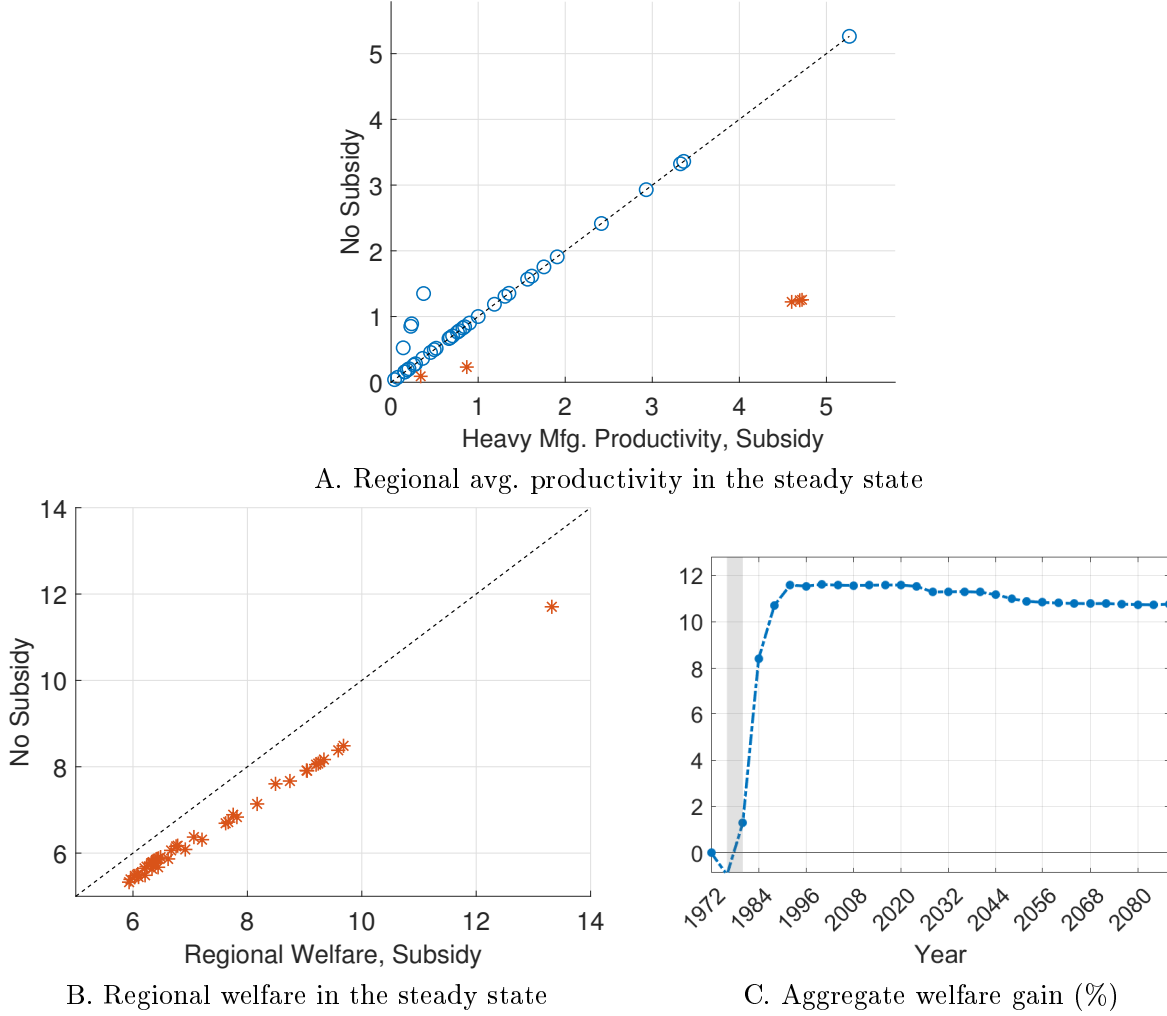 5
4
3
2
1
0
No Subsidy
0 1 2 3 4 5
Heavy Mfg. Productivity, Subsidy
A. Regional avg. productivity in the steady state
14
12
10
8
6
No Subsidy
6 8 10 12 14
Regional Welfare, Subsidy
B. Regional welfare in the steady state
12
10
8
6
4
2
0
1972 1984 1996 2008 2020 2032 2044 2056 2068 2080
Year
C. Aggregate welfare gain (%)